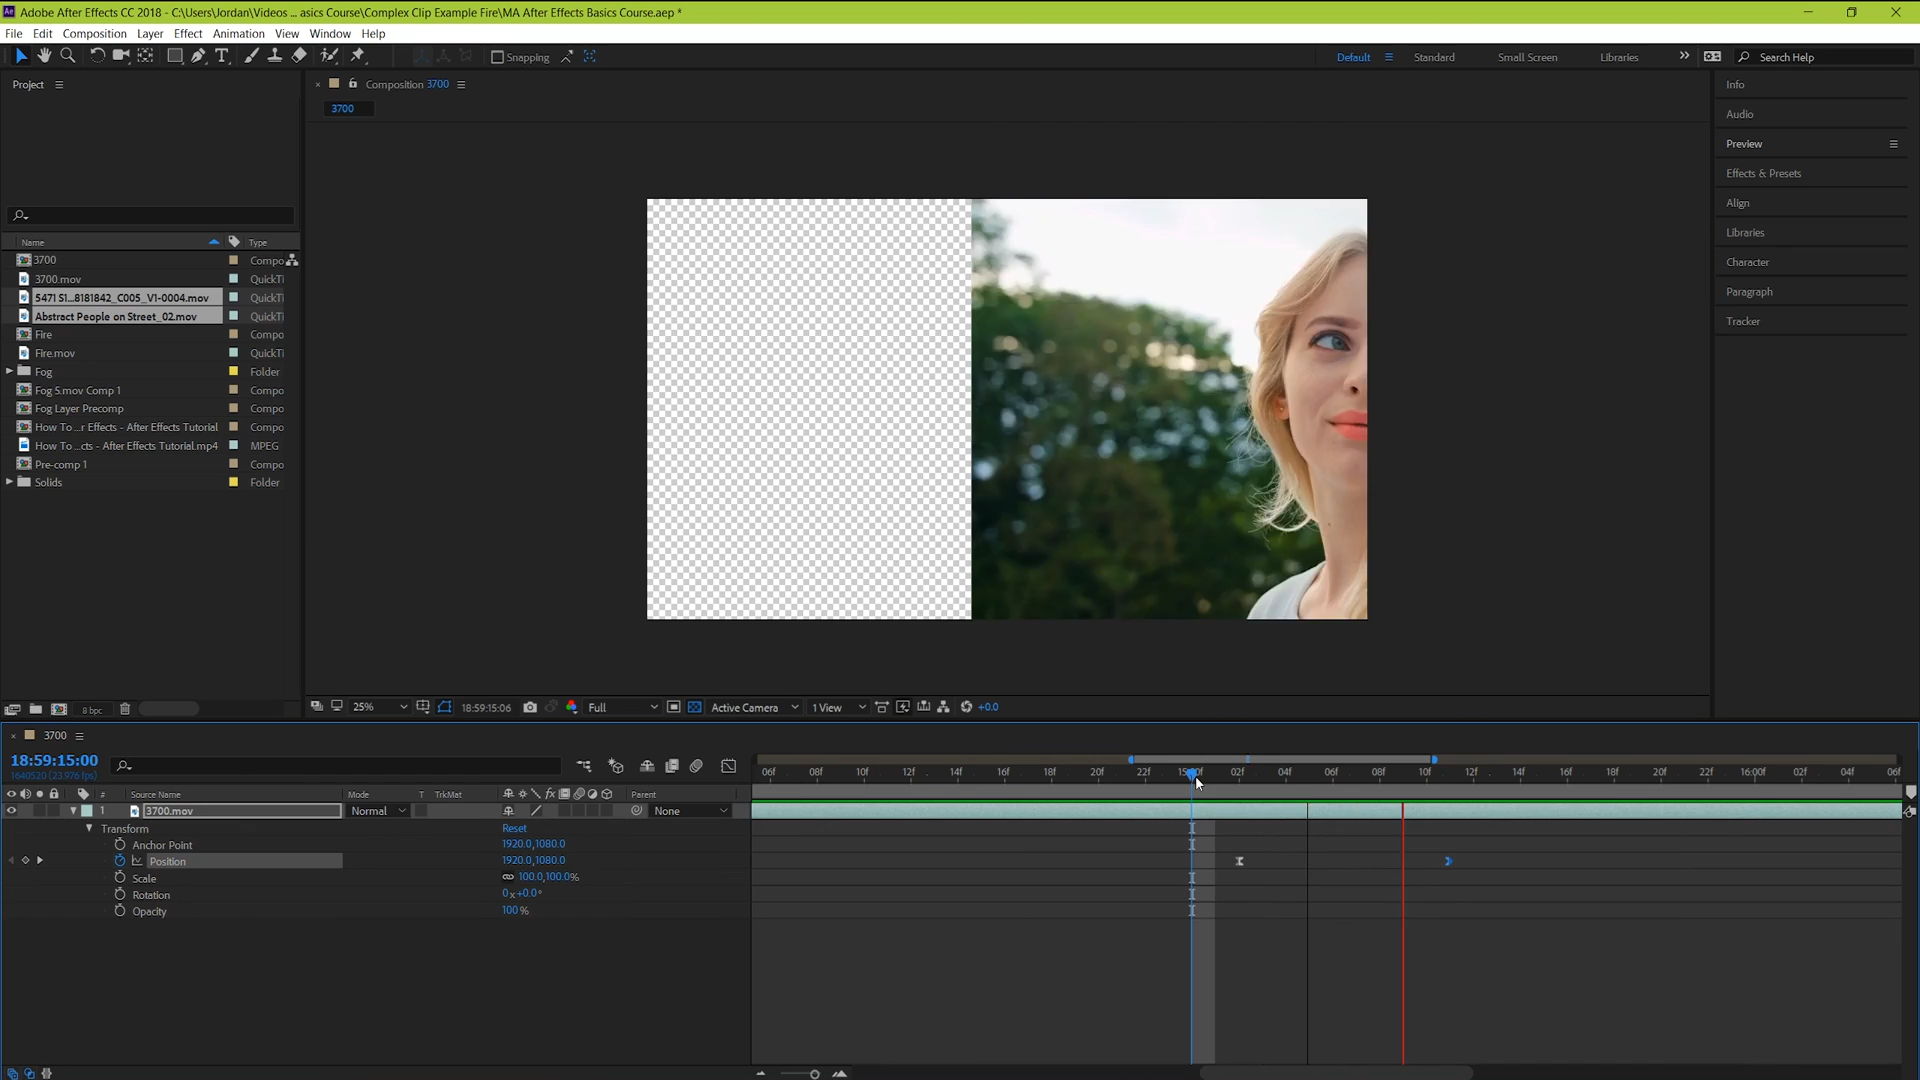 Adobe After Effects CC 2018 - C:\Users\Jordan\Videos ... asics Course\Complex Clip Example Fire\MA After Effects Basics Course.aep *
File Edit Composition Layer Effect Animation View Window Help
Snapping Default Standard Small Screen Libraries Search Help
Project
Composition 3700
3700
Info
Audio
Preview
Effects & Presets
Align
Libraries
Character
Paragraph
Tracker
Name Type
3700 Compo
3700.mov QuickTi
5471 S1...8181842_C005_V1-0004.mov QuickTi
Abstract People on Street_02.mov QuickTi
Fire Compo
Fire.mov QuickTi
Fog Folder
Fog S.mov Comp 1 Compo
Fog Layer Precomp Compo
How To ...r Effects - After Effects Tutorial Compo
How To ...cts - After Effects Tutorial.mp4 MPEG
Pre-comp 1 Compo
Solids Folder
8 bpc
25% 18:59:15:06 Full Active Camera 1 View +0.0
3700
18:59:15:00
1640520 (23.976 fps)
06f 08f 10f 12f 14f 16f 18f 20f 22f 02f 04f 06f 08f 10f 12f 14f 16f 18f 20f 22f 16:00f 02f 04f 06f
# Source Name Mode T TrkMat Parent
1 3700.mov Normal None
Transform Reset
Anchor Point 1920.0,1080.0
Position 1920.0,1080.0
Scale 100.0,100.0%
Rotation 0x+0.0°
Opacity 100%